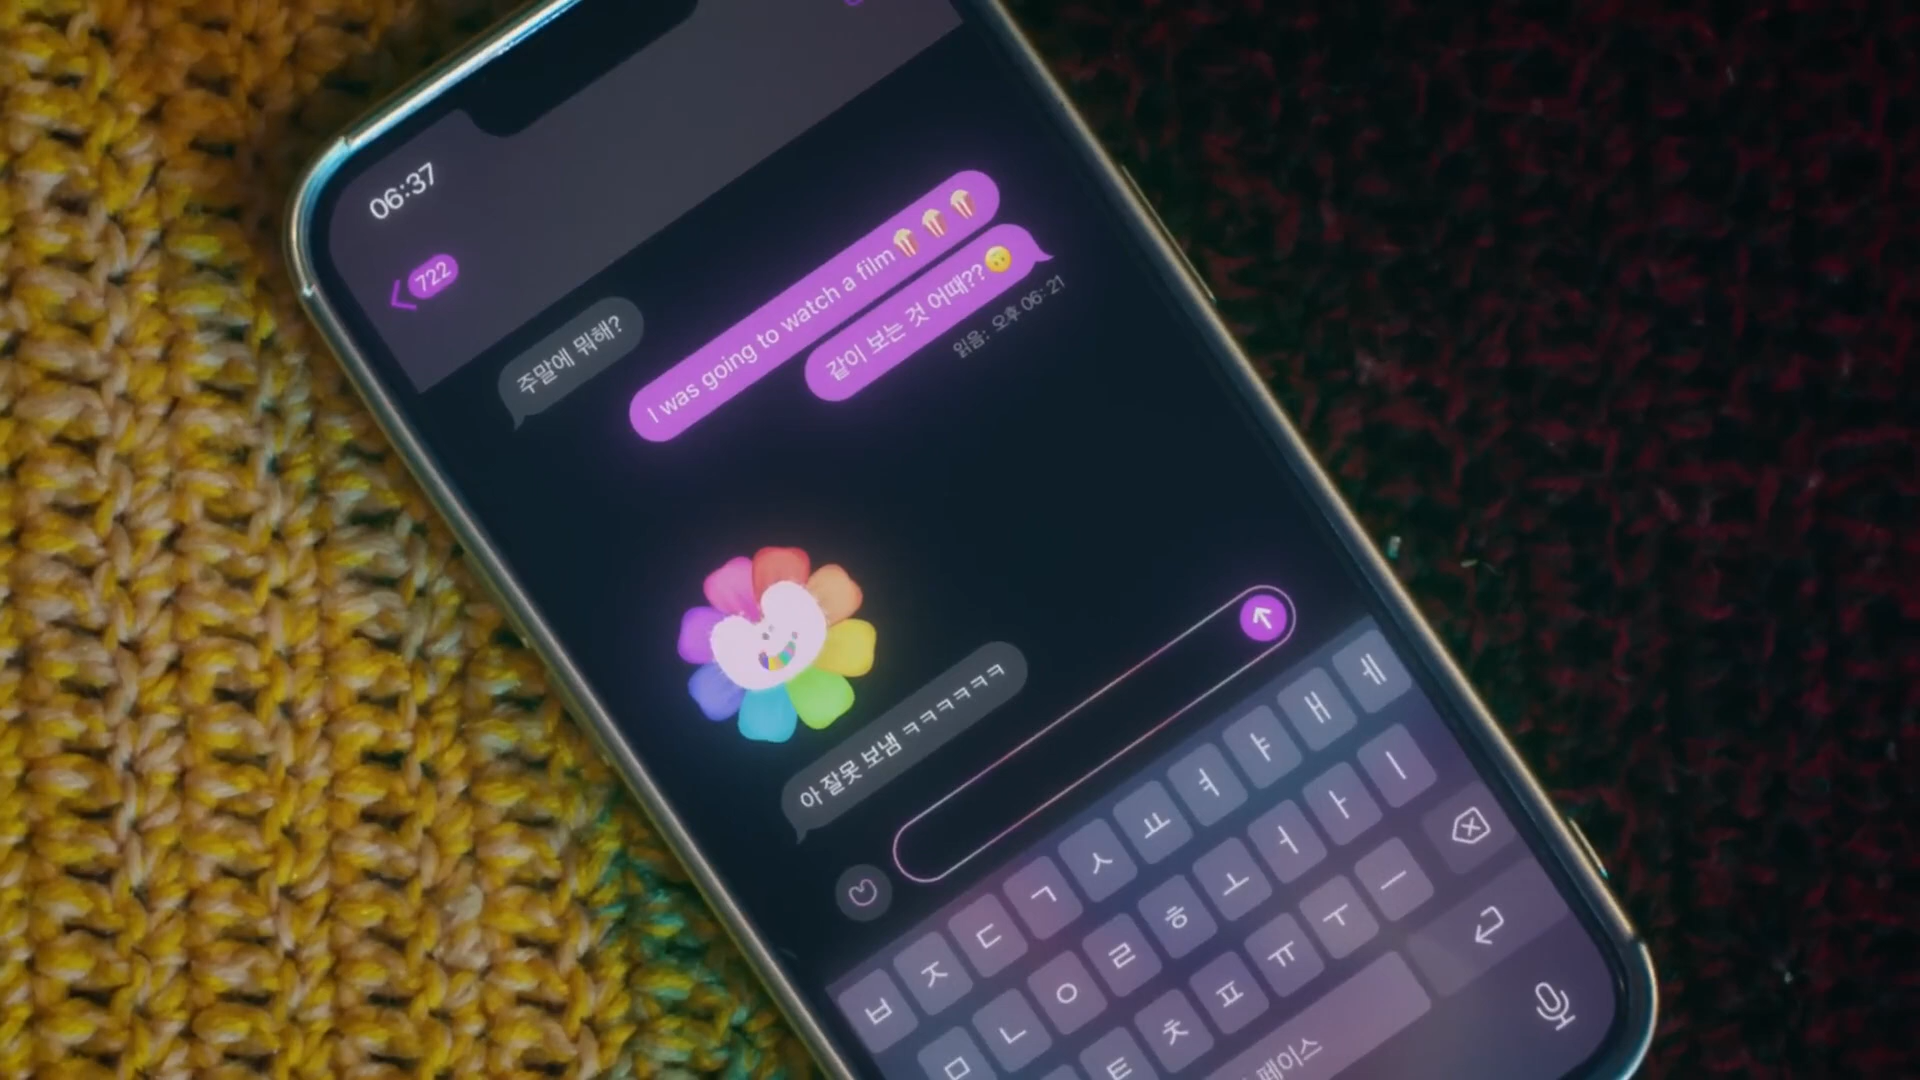 06:37
722
주말에 뭐해?
I was going to watch a film🍿🍿🍿
같이 보는 것 어때??🙃
읽음: 오후 06:21
아 잘못 보냄 ㅋㅋㅋㅋㅋㅋ
ㅂ ㅈ ㄷ ㄱ ㅅ ㅛ ㅕ ㅑ ㅐ ㅔ
ㅁ ㄴ ㅇ ㄹ ㅎ ㅗ ㅓ ㅏ ㅣ
ㅌ ㅊ ㅍ ㅠ ㅜ ㅡ
페이스